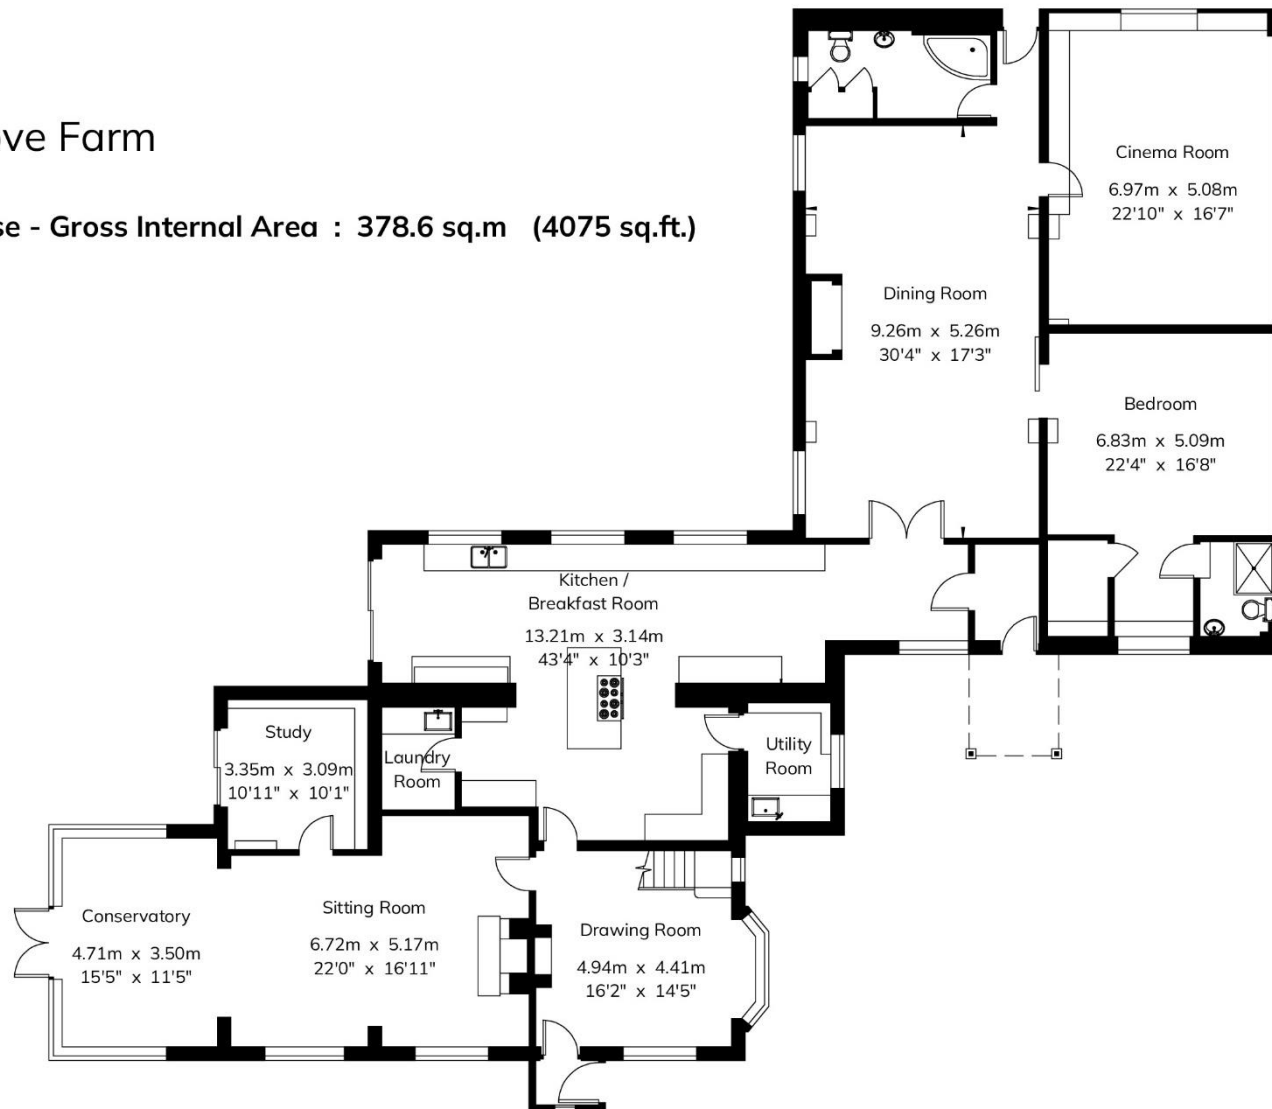 ve Farm
se - Gross Internal Area : 378.6 sq.m (4075 sq.ft.)
Cinema Room
6.97m x 5.08m
22'10" x 16'7"
Dining Room
9.26m x 5.26m
30'4" x 17'3"
Bedroom
6.83m x 5.09m
22'4" x 16'8"
Kitchen /
Breakfast Room
13.21m x 3.14m
43'4" x 10'3"
Study
3.35m x 3.09m
10'11" x 10'1"
Laundry
Room
Utility
Room
Conservatory
4.71m x 3.50m
15'5" x 11'5"
Sitting Room
6.72m x 5.17m
22'0" x 16'11"
Drawing Room
4.94m x 4.41m
16'2" x 14'5"